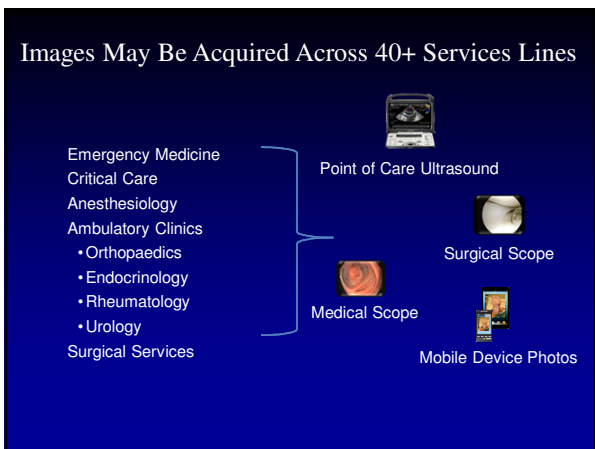 Images May Be Acquired Across 40+ Services Lines
Emergency Medicine
Critical Care
Anesthesiology
Ambulatory Clinics
•Orthopaedics
•Endocrinology
•Rheumatology
•Urology
Surgical Services
Point of Care Ultrasound
Surgical Scope
Medical Scope
Mobile Device Photos